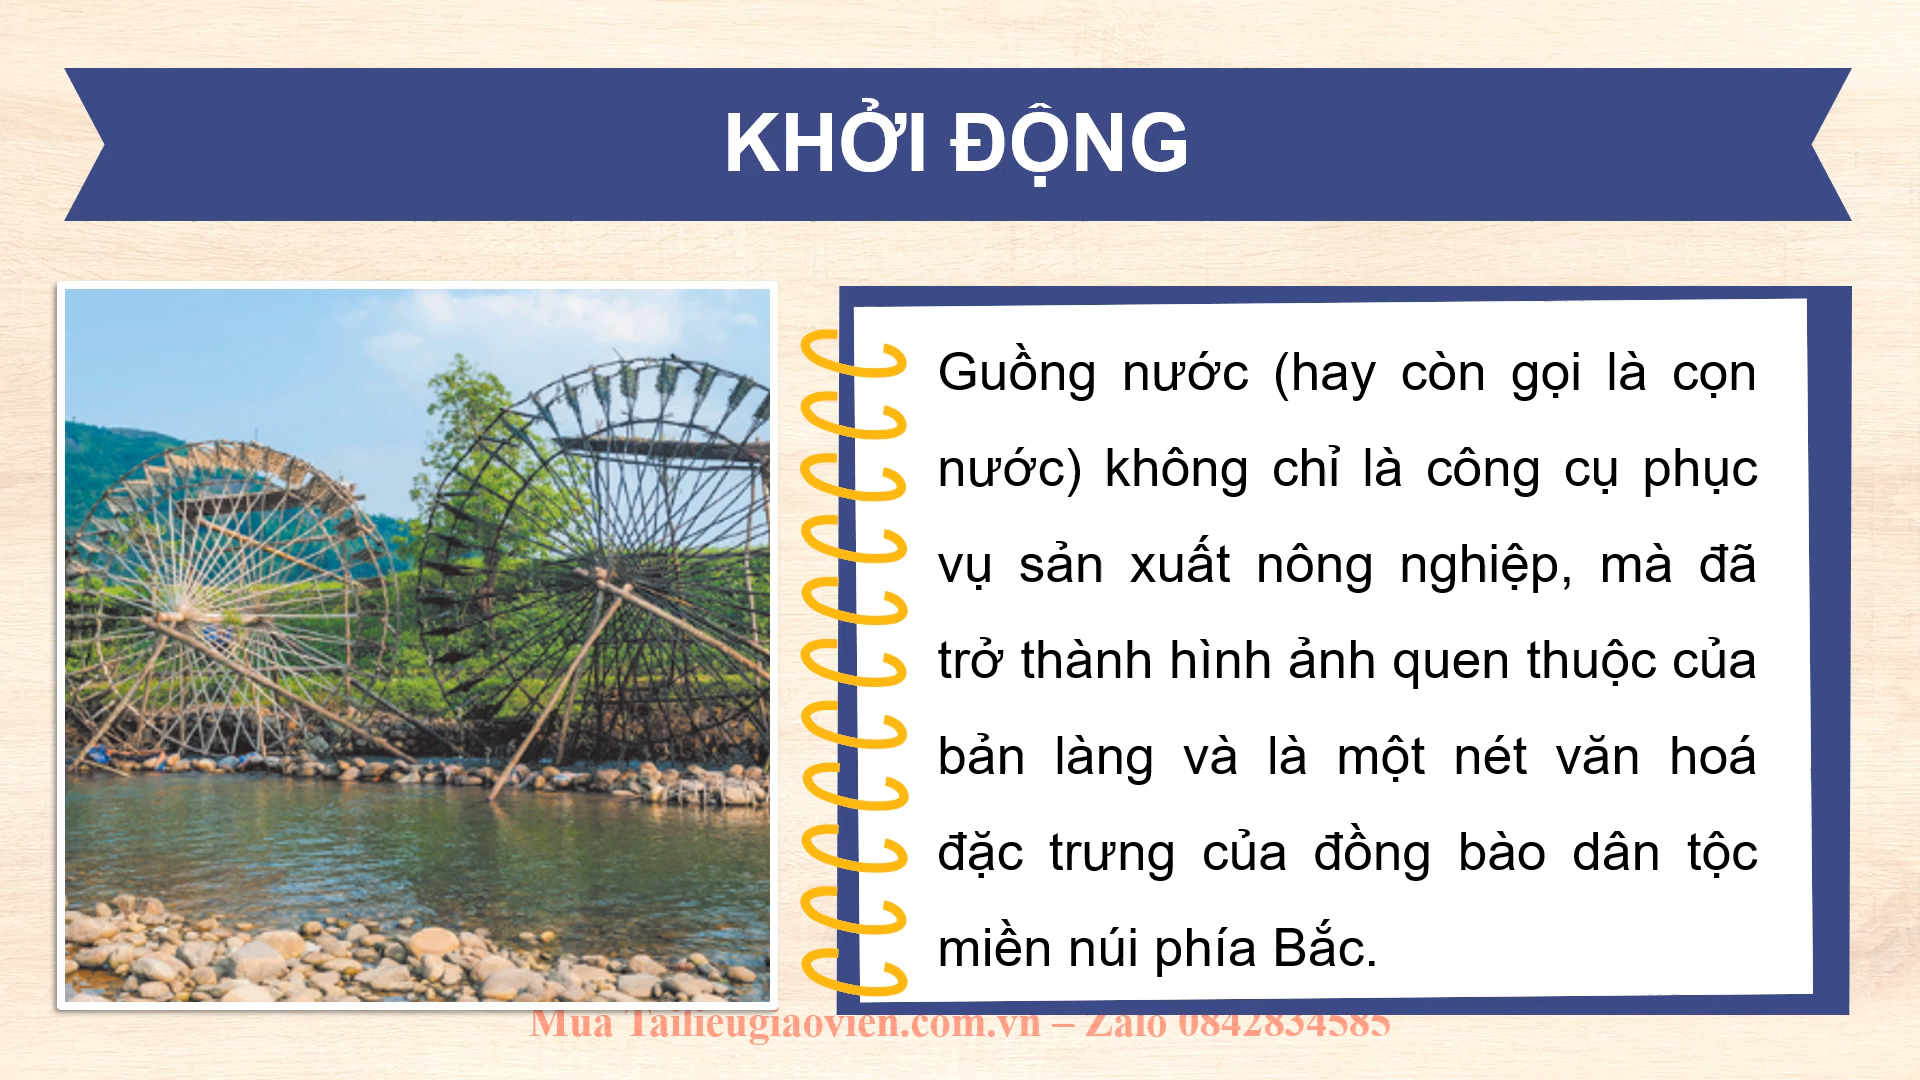 KHỞI ĐỘNG
Guồng nước (hay còn gọi là cọn
nước) không chỉ là công cụ phục
vụ sản xuất nông nghiệp, mà đã
trở thành hình ảnh quen thuộc của
bản làng và là một nét văn hoá
đặc trưng của đồng bào dân tộc
miền núi phía Bắc.
Mua Tailieugiaovien.com.vn – Zalo 0842834585